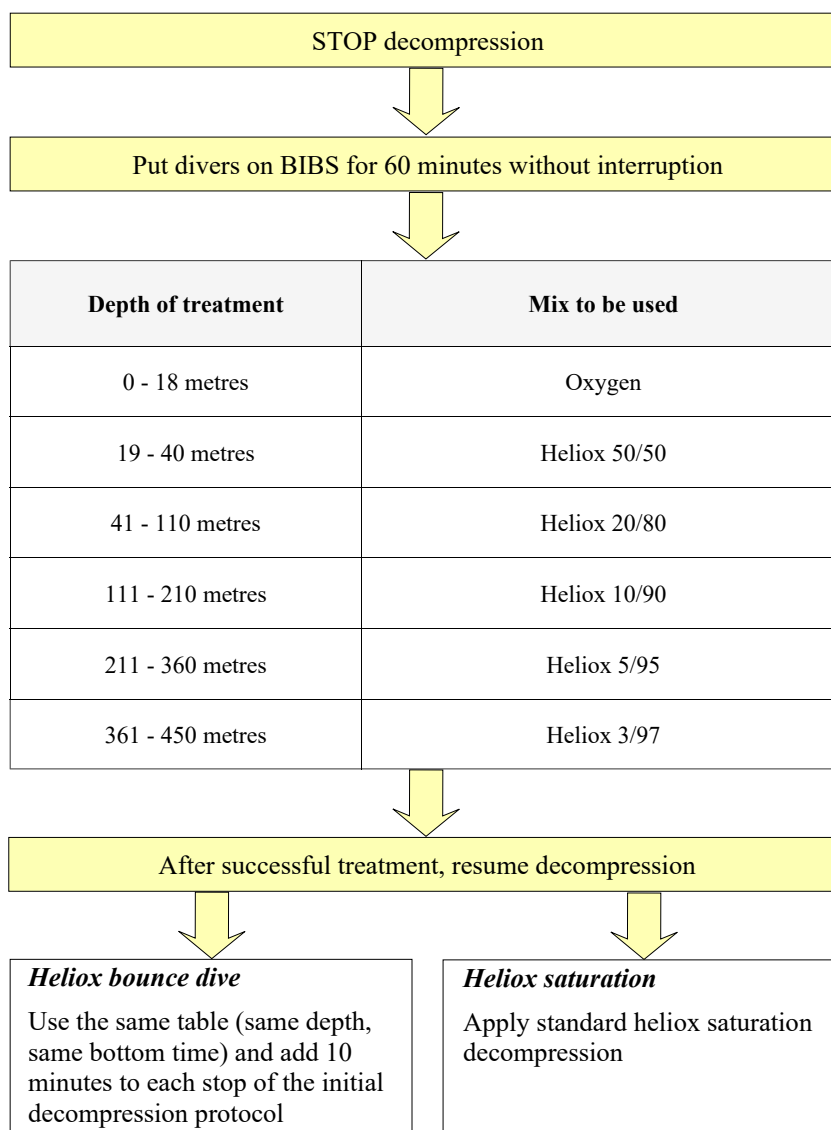 STOP decompression
Put divers on BIBS for 60 minutes without interruption
Depth of treatment Mix to be used
0 - 18 metres Oxygen
19 - 40 metres Heliox 50/50
41 - 110 metres Heliox 20/80
111 - 210 metres Heliox 10/90
211 - 360 metres Heliox 5/95
361 - 450 metres Heliox 3/97
After successful treatment, resume decompression
Heliox bounce dive
Use the same table (same depth,
same bottom time) and add 10
minutes to each stop of the initial
decompression protocol
Heliox saturation
Apply standard heliox saturation
decompression